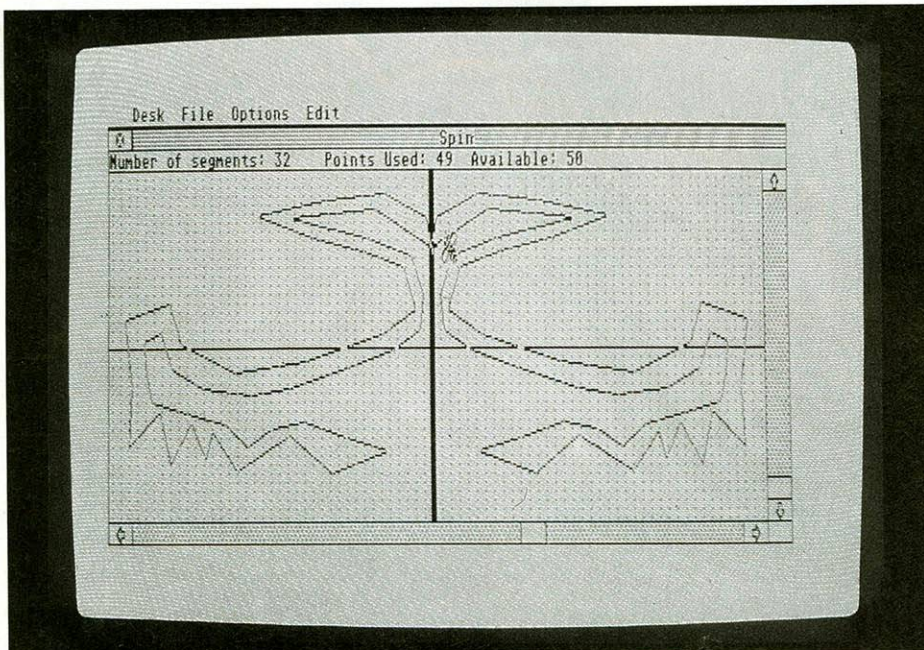 Desk File Options Edit
Spin
Number of segments: 32 Points Used: 49 Available: 50